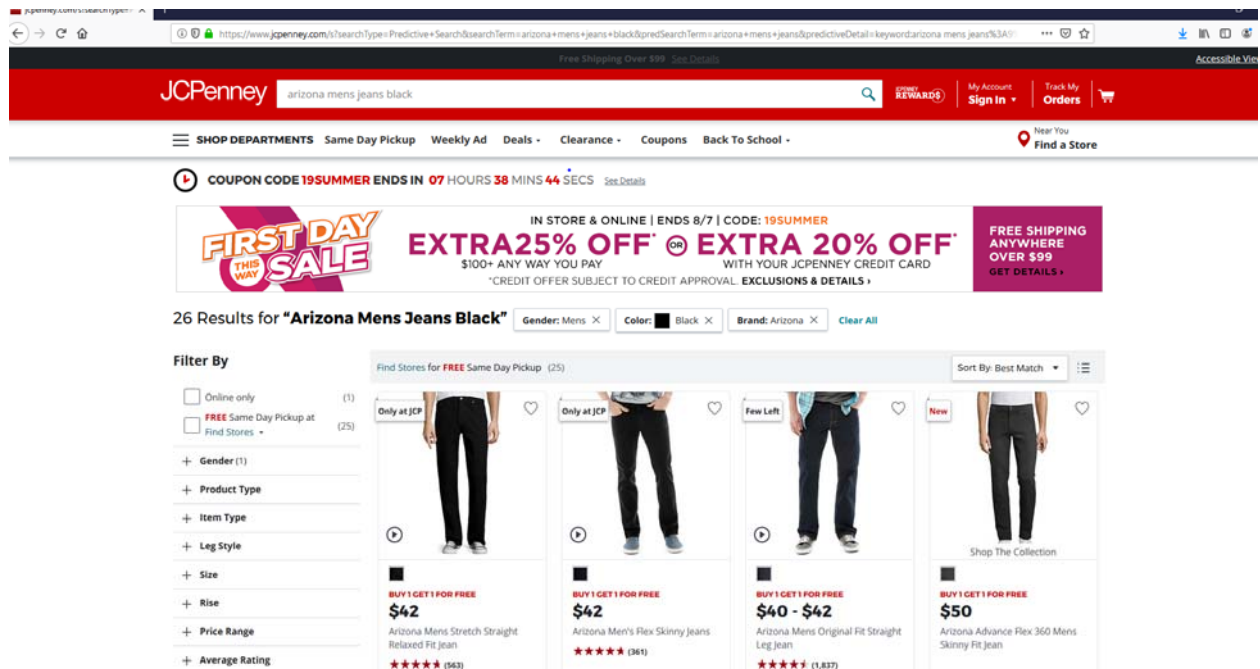 https://www.jcpenney.com/s?searchType=Predictive+Search&searchTerm=arizona+mens+jeans+black&predSearchTerm=arizona+mens+jeans&predictiveDetail=keyword:arizona mens jeans%3A9
Free Shipping Over $99 See Details
Accessible View
JCPenney
arizona mens jeans black
JCPENNEY REWARDS
My Account
Sign In
Track My
Orders
SHOP DEPARTMENTS Same Day Pickup Weekly Ad Deals Clearance Coupons Back To School
Near You
Find a Store
COUPON CODE 19SUMMER ENDS IN 07 HOURS 38 MINS 44 SECS See Details
FIRST DAY
THIS WAY
SALE
IN STORE & ONLINE | ENDS 8/7 | CODE: 19SUMMER
EXTRA25% OFF* OR EXTRA 20% OFF*
$100+ ANY WAY YOU PAY WITH YOUR JCPENNEY CREDIT CARD
*CREDIT OFFER SUBJECT TO CREDIT APPROVAL. EXCLUSIONS & DETAILS ›
FREE SHIPPING
ANYWHERE
OVER $99
GET DETAILS ›
26 Results for “Arizona Mens Jeans Black” Gender: Mens × Color: Black × Brand: Arizona × Clear All
Filter By
Online only (1)
FREE Same Day Pickup at
Find Stores (25)
+ Gender (1)
+ Product Type
+ Item Type
+ Leg Style
+ Size
+ Rise
+ Price Range
+ Average Rating
Find Stores for FREE Same Day Pickup (25)
Sort By: Best Match
Only at JCP
BUY 1 GET 1 FOR FREE
$42
Arizona Mens Stretch Straight
Relaxed Fit Jean
(563)
Only at JCP
BUY 1 GET 1 FOR FREE
$42
Arizona Men's Flex Skinny Jeans
(361)
Few Left
BUY 1 GET 1 FOR FREE
$40 - $42
Arizona Mens Original Fit Straight
Leg Jean
(1,837)
New
Shop The Collection
BUY 1 GET 1 FOR FREE
$50
Arizona Advance Flex 360 Mens
Skinny Fit Jean